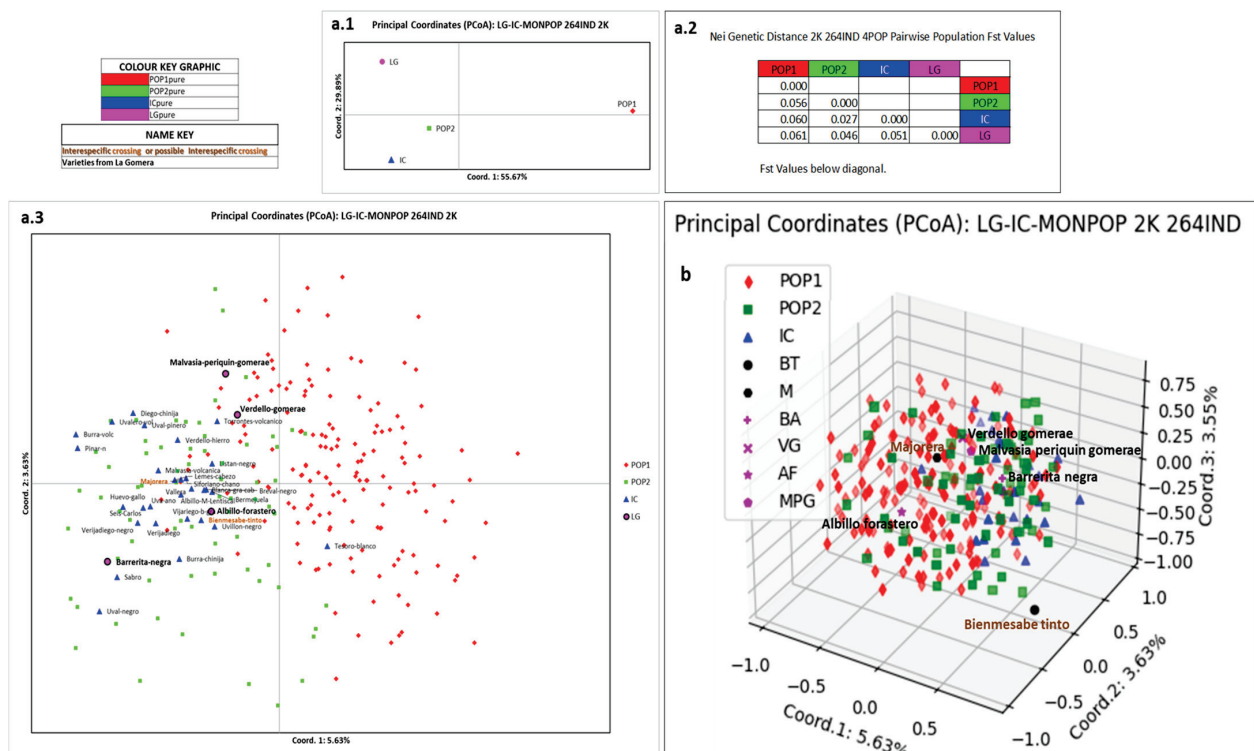 COLOUR KEY GRAPHIC
POP1pure
POP2pure
ICpure
LGpure
NAME KEY
Interespecific crossing or possible Interespecific crossing
Varieties from La Gomera
a.1
Principal Coordinates (PCoA): LG-IC-MONPOP 264IND 2K
Coord. 2: 29.89%
LG
POP1
POP2
IC
Coord. 1: 55.67%
a.2
Nei Genetic Distance 2K 264IND 4POP Pairwise Population Fst Values
POP1 POP2 IC LG
0.000 POP1
0.056 0.000 POP2
0.060 0.027 0.000 IC
0.061 0.046 0.051 0.000 LG
Fst Values below diagonal.
a.3
Principal Coordinates (PCoA): LG-IC-MONPOP 264IND 2K
Coord. 2: 3.63%
Malvasia-periquin-gomerae
Verdello-gomerae
Diego-chinija
Torrontes-volcanico
Uval-pinero
Burra-volc
Verdello-hierro
Pinar-n
Malvasia-volcanica
Lemes-cabezo
Majorera
Siforiano-chano
Huevo-gallo
Breval-negro
Bermejuela
Albillo-M-Lentiscal
Albillo-forastero
Bienmesabe-tinto
Verijadiego-negro
Verijadiego
Uvillon-negro
Tesoro-blanco
Burra-chinija
Barrerita-negra
Sabro
Uval-negro
POP1
POP2
IC
LG
Coord. 1: 5.63%
Principal Coordinates (PCoA): LG-IC-MONPOP 2K 264IND
b
POP1
POP2
IC
BT
M
BA
VG
AF
MPG
Verdello gomerae
Majorera
Malvasia periquin gomerae
Barrerita negra
Albillo forastero
Bienmesabe tinto
0.75
0.50
0.25
0.00
−0.25
−0.50
−0.75
−1.00
Coord.3: 3.55%
1.0
0.5
0.0
−0.5
−1.0
Coord.2: 3.63%
−1.0
−0.5
0.0
0.5
Coord.1: 5.63%